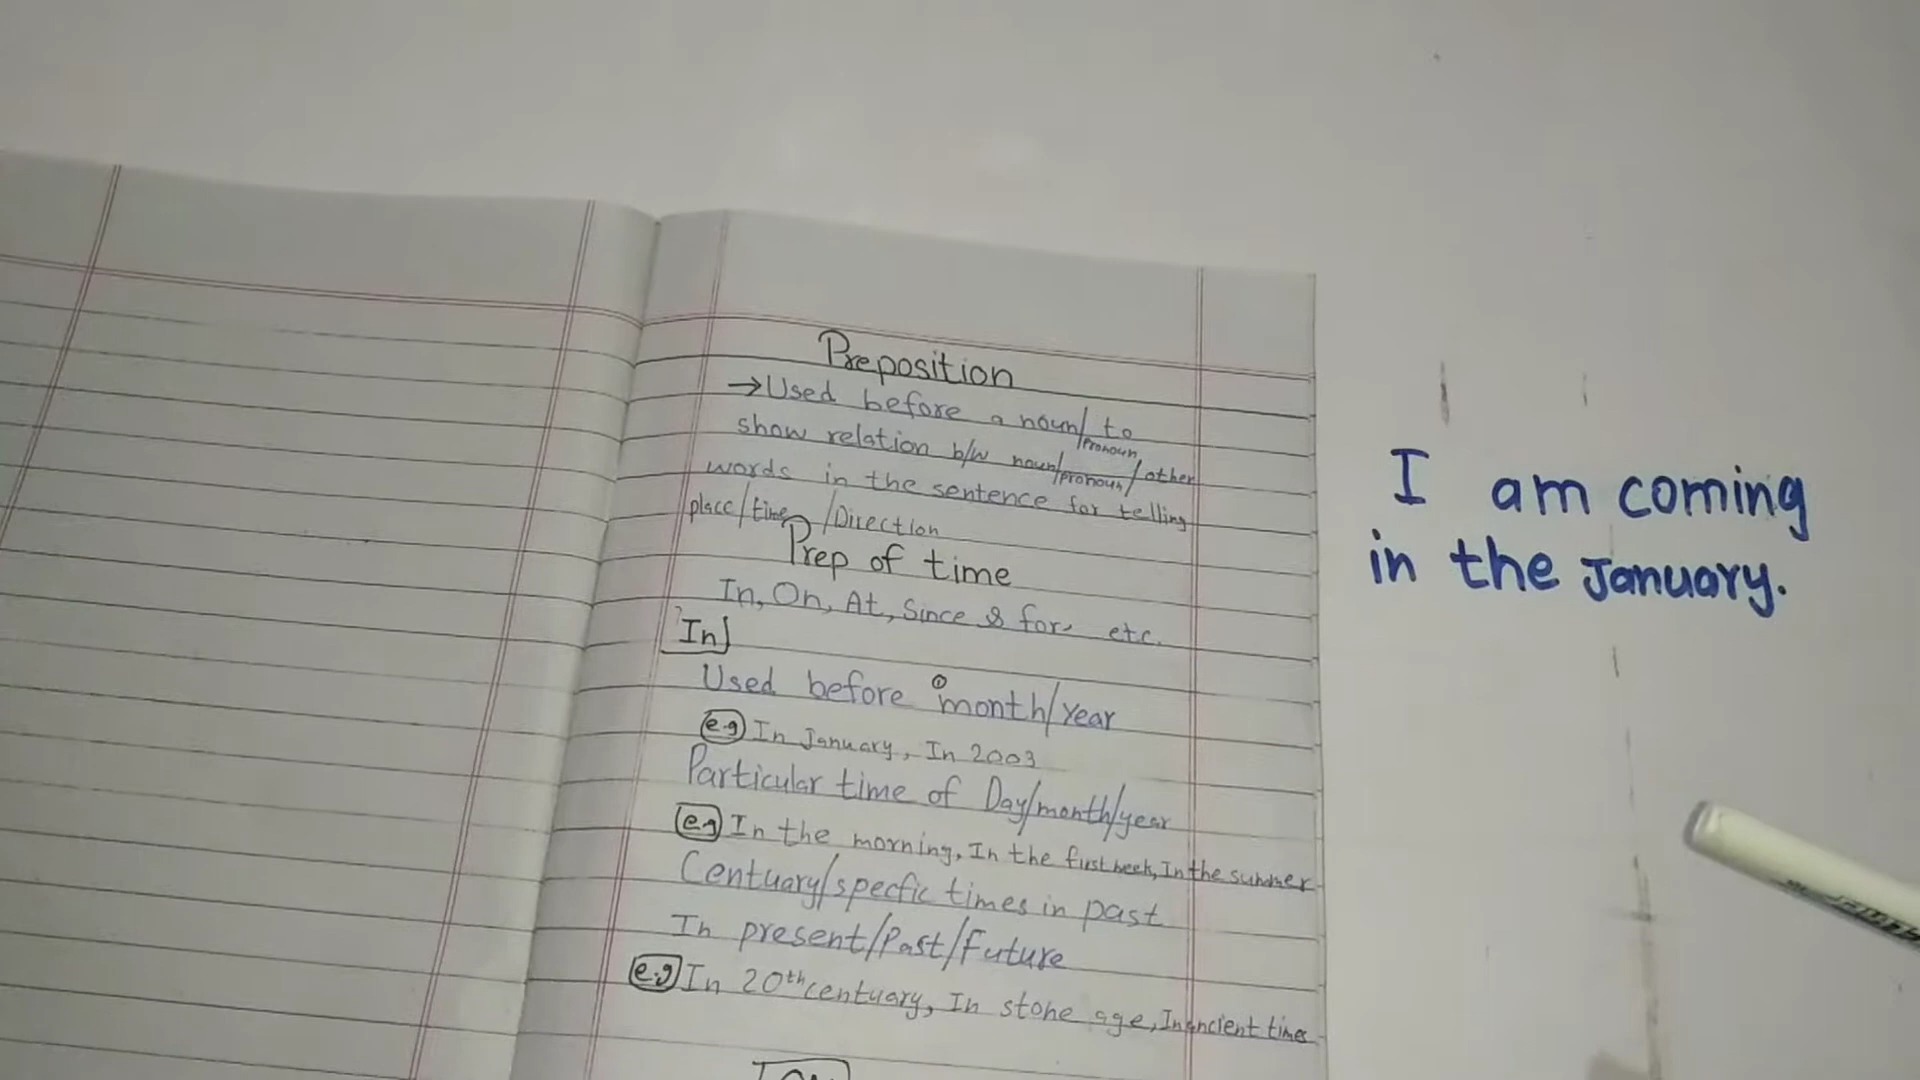 Preposition
→Used before a noun/pronoun to
show relation b/w noun/pronoun/other
words in the sentence for telling
place/time/Direction
Prep of time
In, On, At, Since & for, etc.
In
Used before ① month/year
e.g In January, In 2003
Particular time of Day/month/year
e.g In the morning, In the first week, In the summer
Centuary/specfic times in past
In present/Past/Future
e.g In 20th centuary, In stone age, In ancient times
I am coming
in the January.